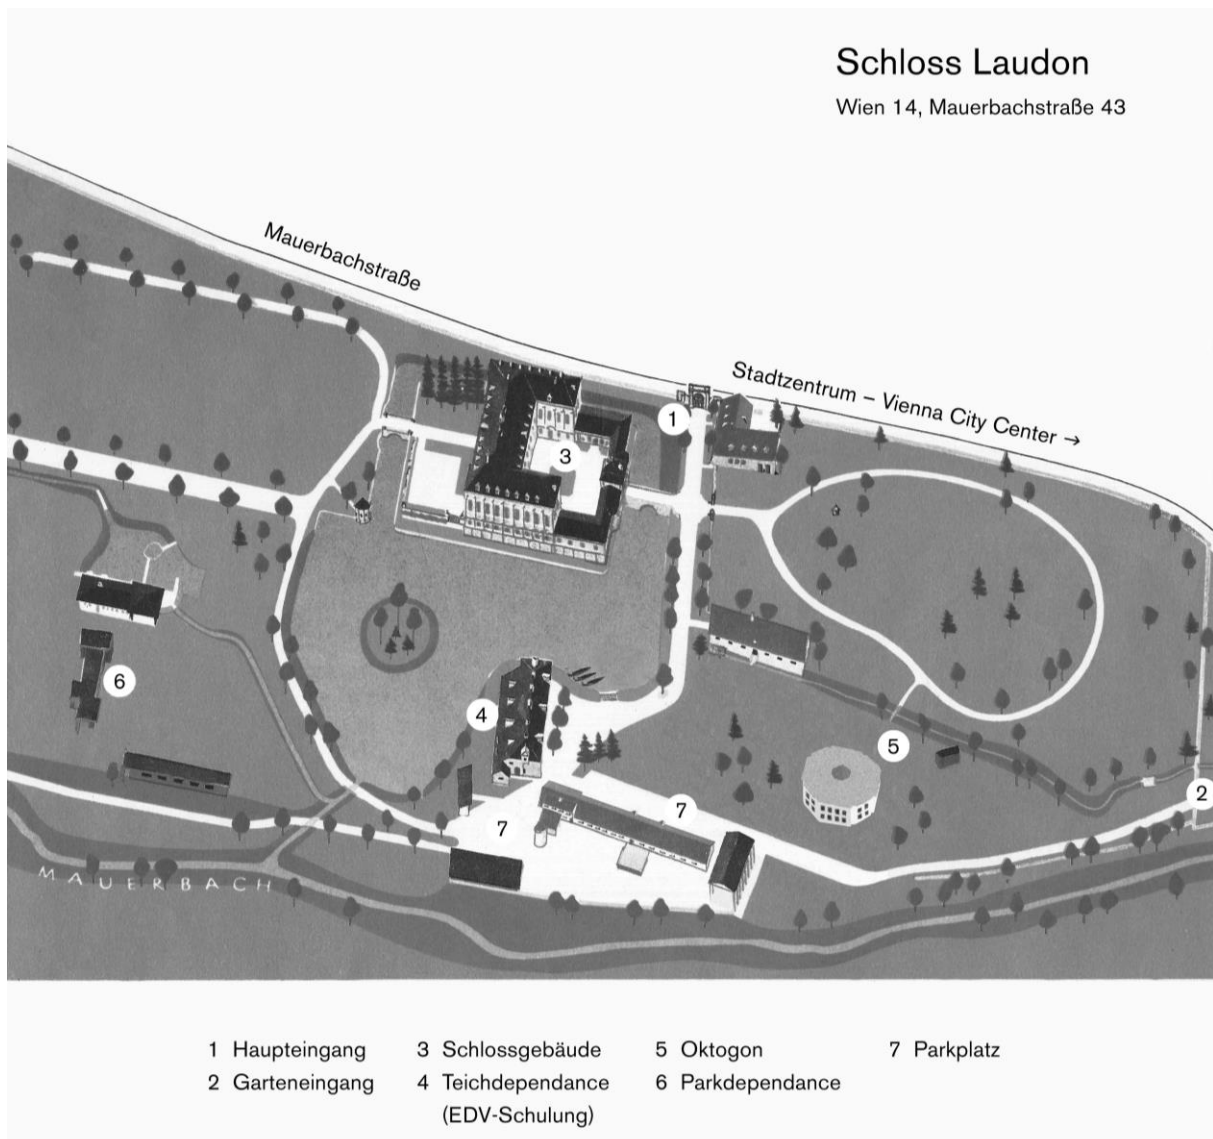 Schloss Laudon
Wien 14, Mauerbachstraße 43
Mauerbachstraße
Stadtzentrum – Vienna City Center →
1
3
6
4
5
2
7
7
MAUERBACH
1 Haupteingang
2 Garteneingang
3 Schlossgebäude
4 Teichdependance
(EDV-Schulung)
5 Oktogon
6 Parkdependance
7 Parkplatz